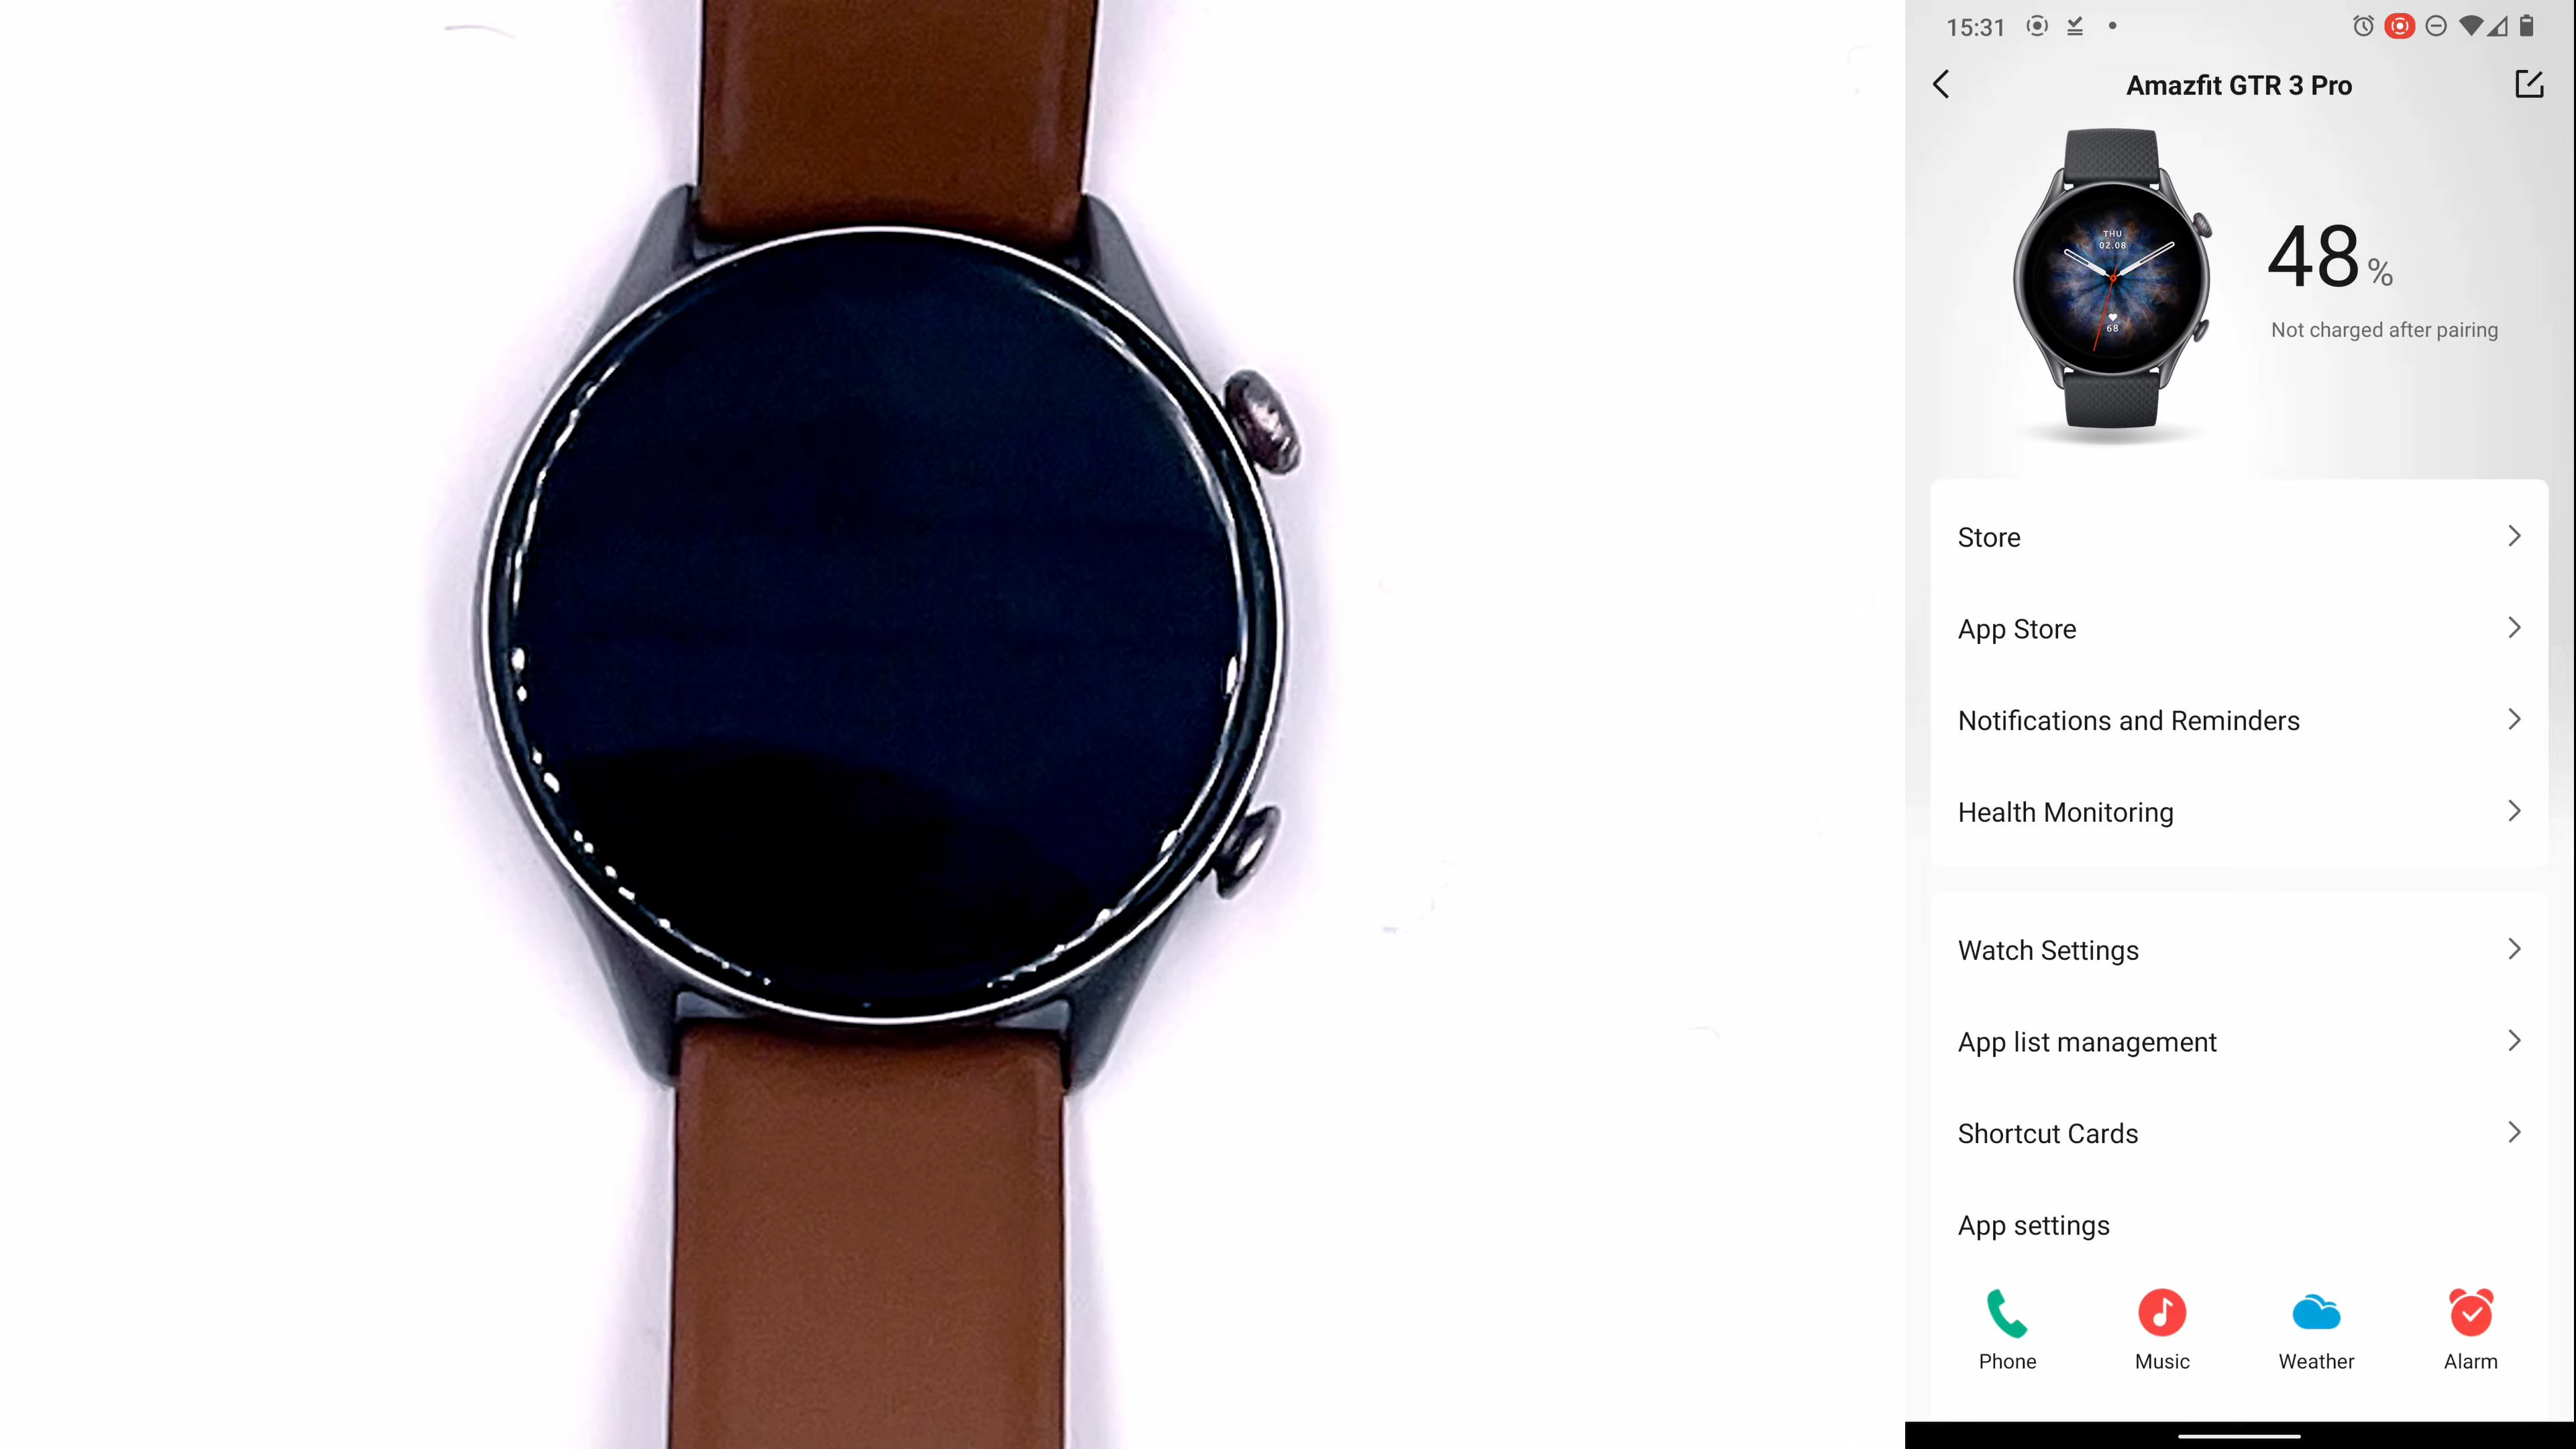 15:31
Amazfit GTR 3 Pro
THU
02.08
68
48 %
Not charged after pairing
Store
App Store
Notifications and Reminders
Health Monitoring
Watch Settings
App list management
Shortcut Cards
App settings
Phone
Music
Weather
Alarm